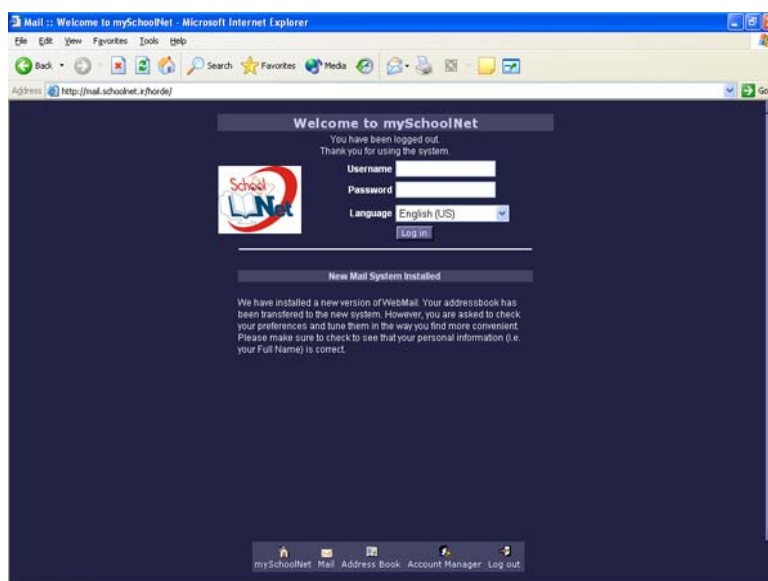 Mail :: Welcome to mySchoolNet - Microsoft Internet Explorer
File Edit View Favorites Tools Help
Back Search Favorites Media
Address http://mail.schoolnet.ir/horde/ Go
Welcome to mySchoolNet
You have been logged out.
Thank you for using the system.
Username
School
Net
Password
Language English (US)
Log in
New Mail System Installed
We have installed a new version of WebMail. Your addressbook has
been transfered to the new system. However, you are asked to check
your preferences and tune them in the way you find more convenient.
Please make sure to check to see that your personal information (i.e.
your Full Name) is correct.
mySchoolNet Mail Address Book Account Manager Log out